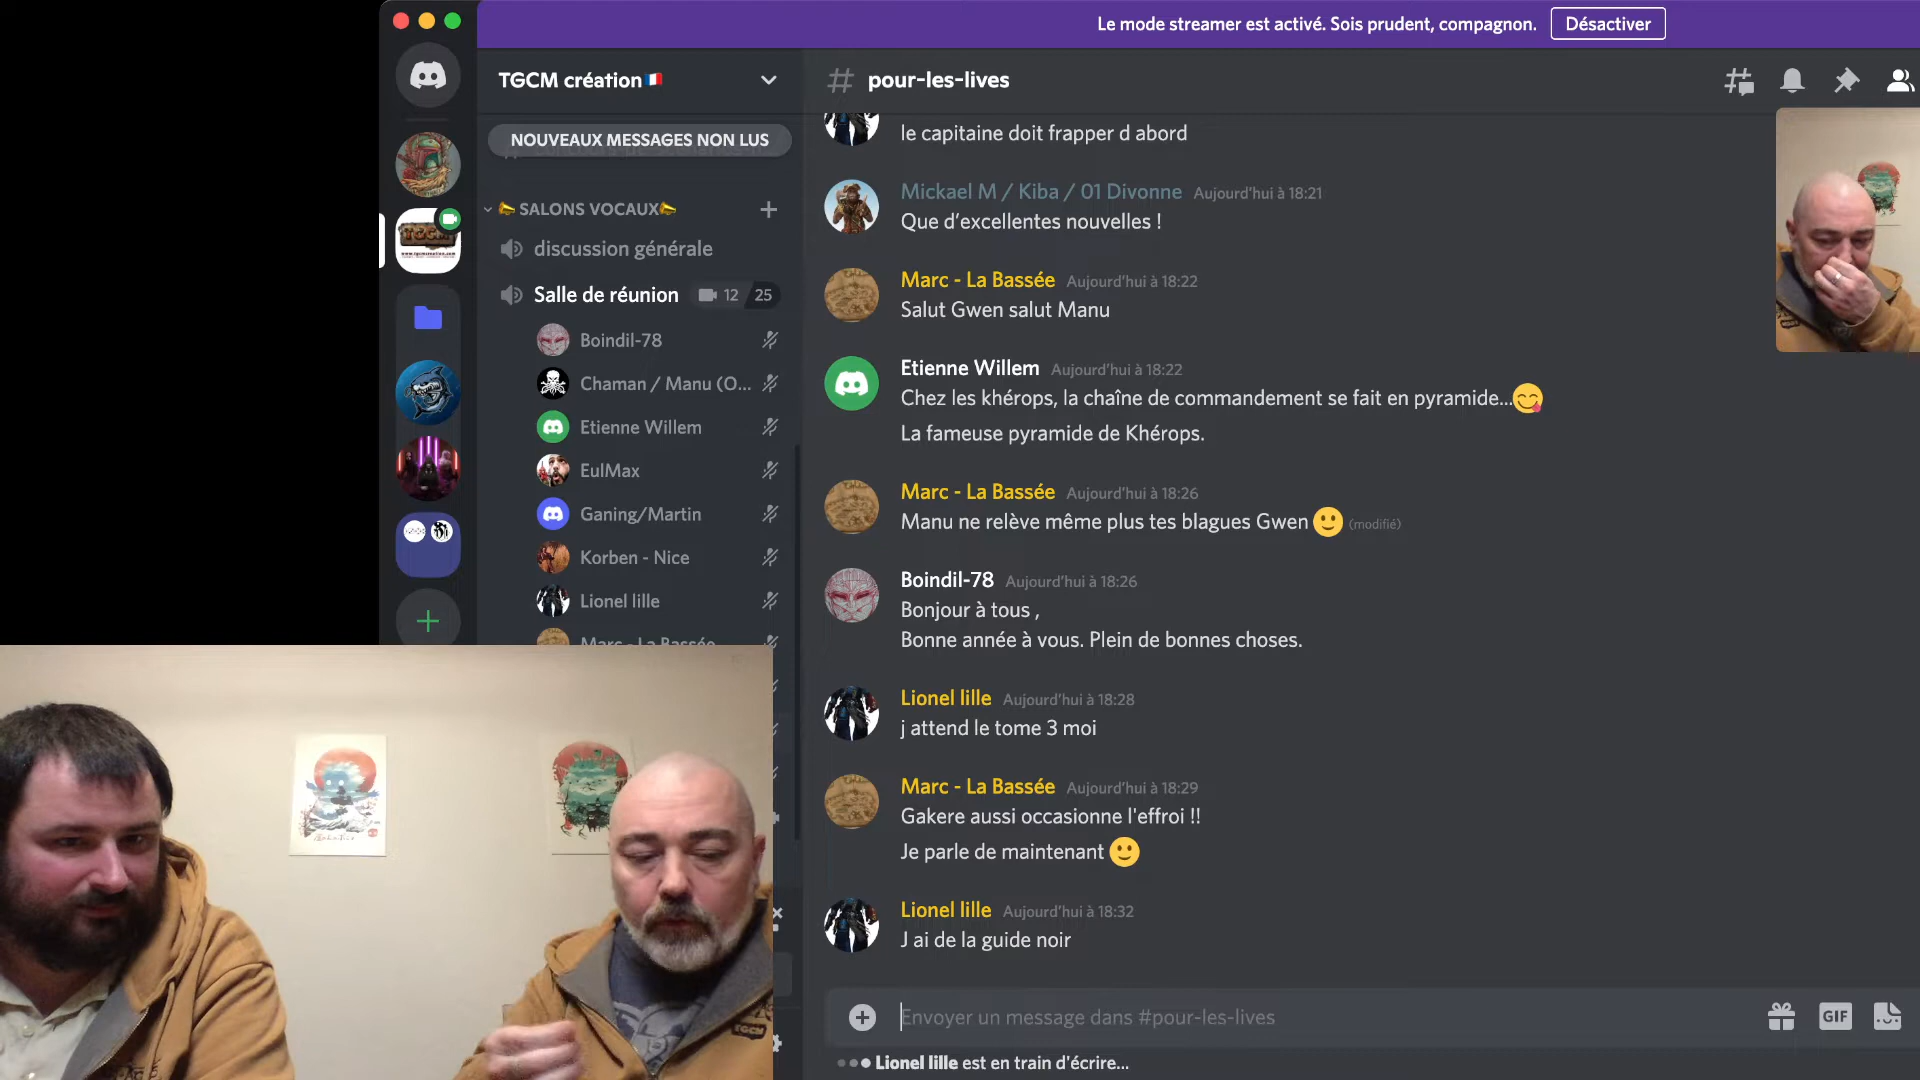 Le mode streamer est activé. Sois prudent, compagnon.
Désactiver
TGCM création
NOUVEAUX MESSAGES NON LUS
SALONS VOCAUX
discussion générale
Salle de réunion 12 25
Boindil-78
Chaman / Manu (O...
Etienne Willem
EulMax
Ganing/Martin
Korben - Nice
Lionel lille
Marc - La Bassée
# pour-les-lives
le capitaine doit frapper d abord
Mickael M / Kiba / 01 Divonne Aujourd'hui à 18:21
Que d'excellentes nouvelles !
Marc - La Bassée Aujourd'hui à 18:22
Salut Gwen salut Manu
Etienne Willem Aujourd'hui à 18:22
Chez les khérops, la chaîne de commandement se fait en pyramide...😋
La fameuse pyramide de Khérops.
Marc - La Bassée Aujourd'hui à 18:26
Manu ne relève même plus tes blagues Gwen 🙂 (modifié)
Boindil-78 Aujourd'hui à 18:26
Bonjour à tous ,
Bonne année à vous. Plein de bonnes choses.
Lionel lille Aujourd'hui à 18:28
j attend le tome 3 moi
Marc - La Bassée Aujourd'hui à 18:29
Gakere aussi occasionne l'effroi !!
Je parle de maintenant 🙂
Lionel lille Aujourd'hui à 18:32
J ai de la guide noir
Envoyer un message dans #pour-les-lives
GIF
Lionel lille est en train d'écrire...
TGCM